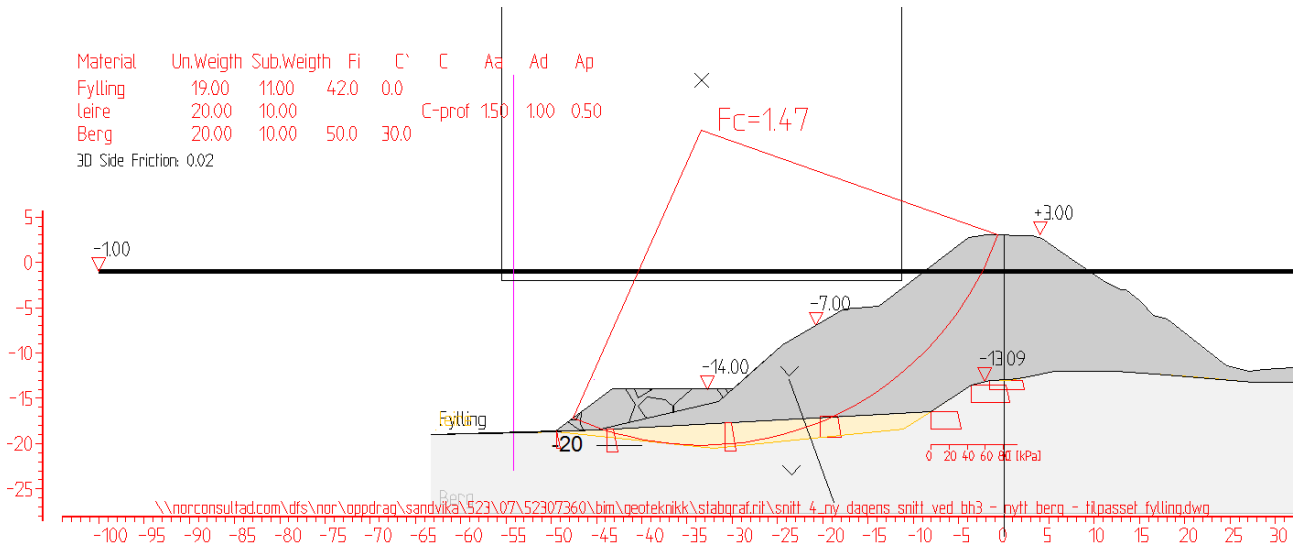 Material Un.Weigth Sub.Weigth Fi C` C Aa Ad Ap
Fylling 19.00 11.00 42.0 0.0
leire 20.00 10.00 C-prof 1.50 1.00 0.50
Berg 20.00 10.00 50.0 30.0
3D Side Friction: 0.02
Fc=1.47
+3.00
-1.00
-7.00
-14.00
-13.09
5
0
-5
-10
-15
-20
-25
Fylling
-20
0 20 40 60 80 [kPa]
Berg
\\norconsultad.com\dfs\nor\oppdrag\sandvika\523\07\52307360\bim\geoteknikk\stabgraf.rit\snitt 4_ny dagens snitt ved bh3 - nytt berg - tilpasset fylling.dwg
-100 -95 -90 -85 -80 -75 -70 -65 -60 -55 -50 -45 -40 -35 -30 -25 -20 -15 -10 -5 0 5 10 15 20 25 30